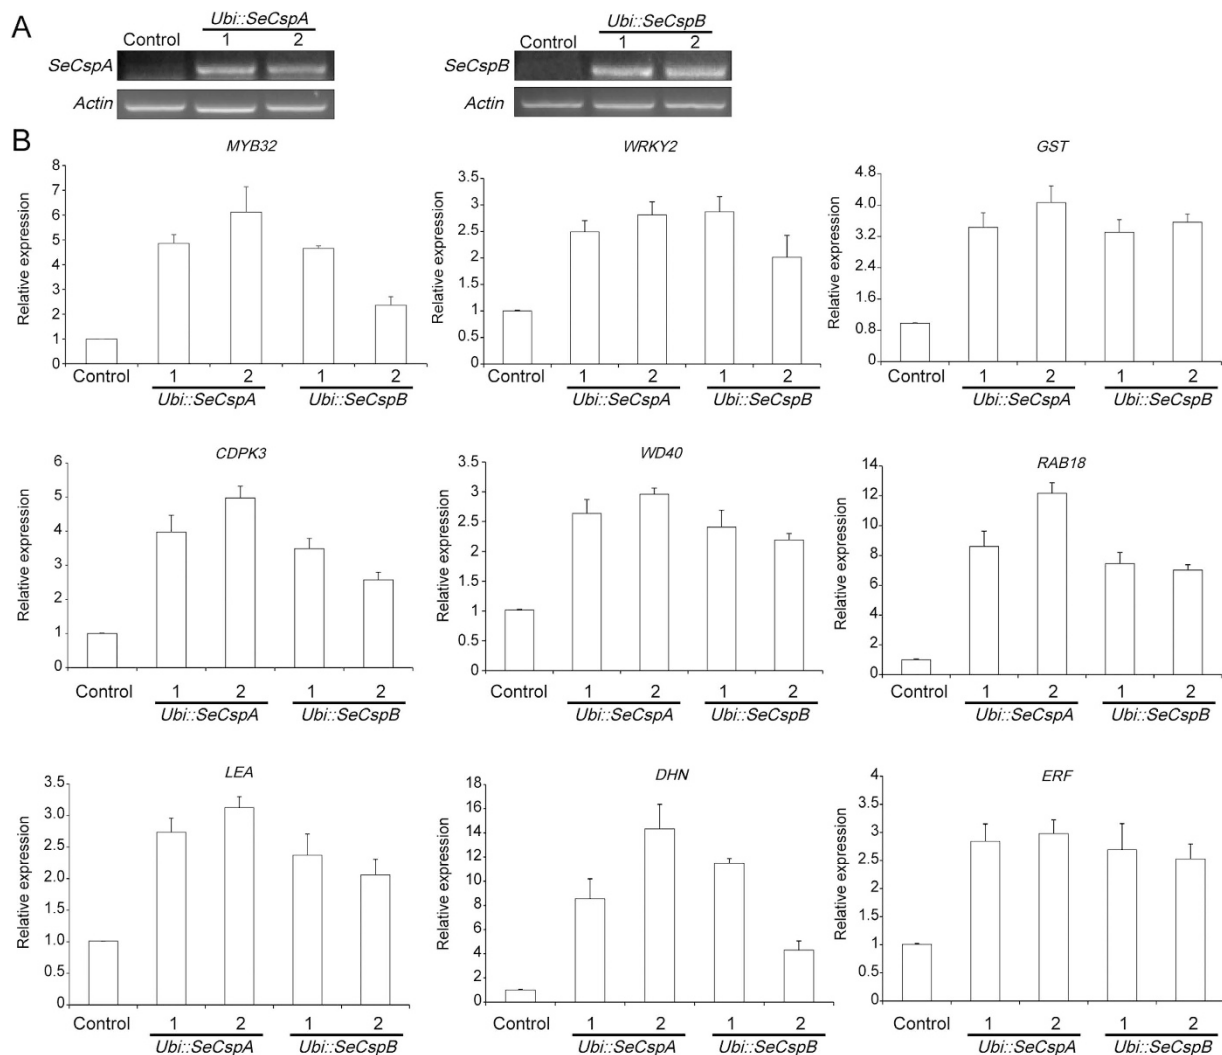 A
Ubi::SeCspA
Control 1 2
SeCspA
Actin
Ubi::SeCspB
Control 1 2
SeCspB
Actin
B
MYB32
Relative expression
8
7
6
5
4
3
2
1
0
Control 1 2 1 2
Ubi::SeCspA Ubi::SeCspB
WRKY2
Relative expression
3.5
3
2.5
2
1.5
1
0.5
0
Control 1 2 1 2
Ubi::SeCspA Ubi::SeCspB
GST
Relative expression
4.8
4.0
3.2
2.4
1.6
0.8
0.0
Control 1 2 1 2
Ubi::SeCspA Ubi::SeCspB
CDPK3
Relative expression
6
5
4
3
2
1
0
Control 1 2 1 2
Ubi::SeCspA Ubi::SeCspB
WD40
Relative expression
3.5
3
2.5
2
1.5
1
0.5
0
Control 1 2 1 2
Ubi::SeCspA Ubi::SeCspB
RAB18
Relative expression
14
12
10
8
6
4
2
0
Control 1 2 1 2
Ubi::SeCspA Ubi::SeCspB
LEA
Relative expression
3.5
3
2.5
2
1.5
1
0.5
0
Control 1 2 1 2
Ubi::SeCspA Ubi::SeCspB
DHN
Relative expression
18
16
14
12
10
8
6
4
2
0
Control 1 2 1 2
Ubi::SeCspA Ubi::SeCspB
ERF
Relative expression
4
3.5
3
2.5
2
1.5
1
0.5
0
Control 1 2 1 2
Ubi::SeCspA Ubi::SeCspB